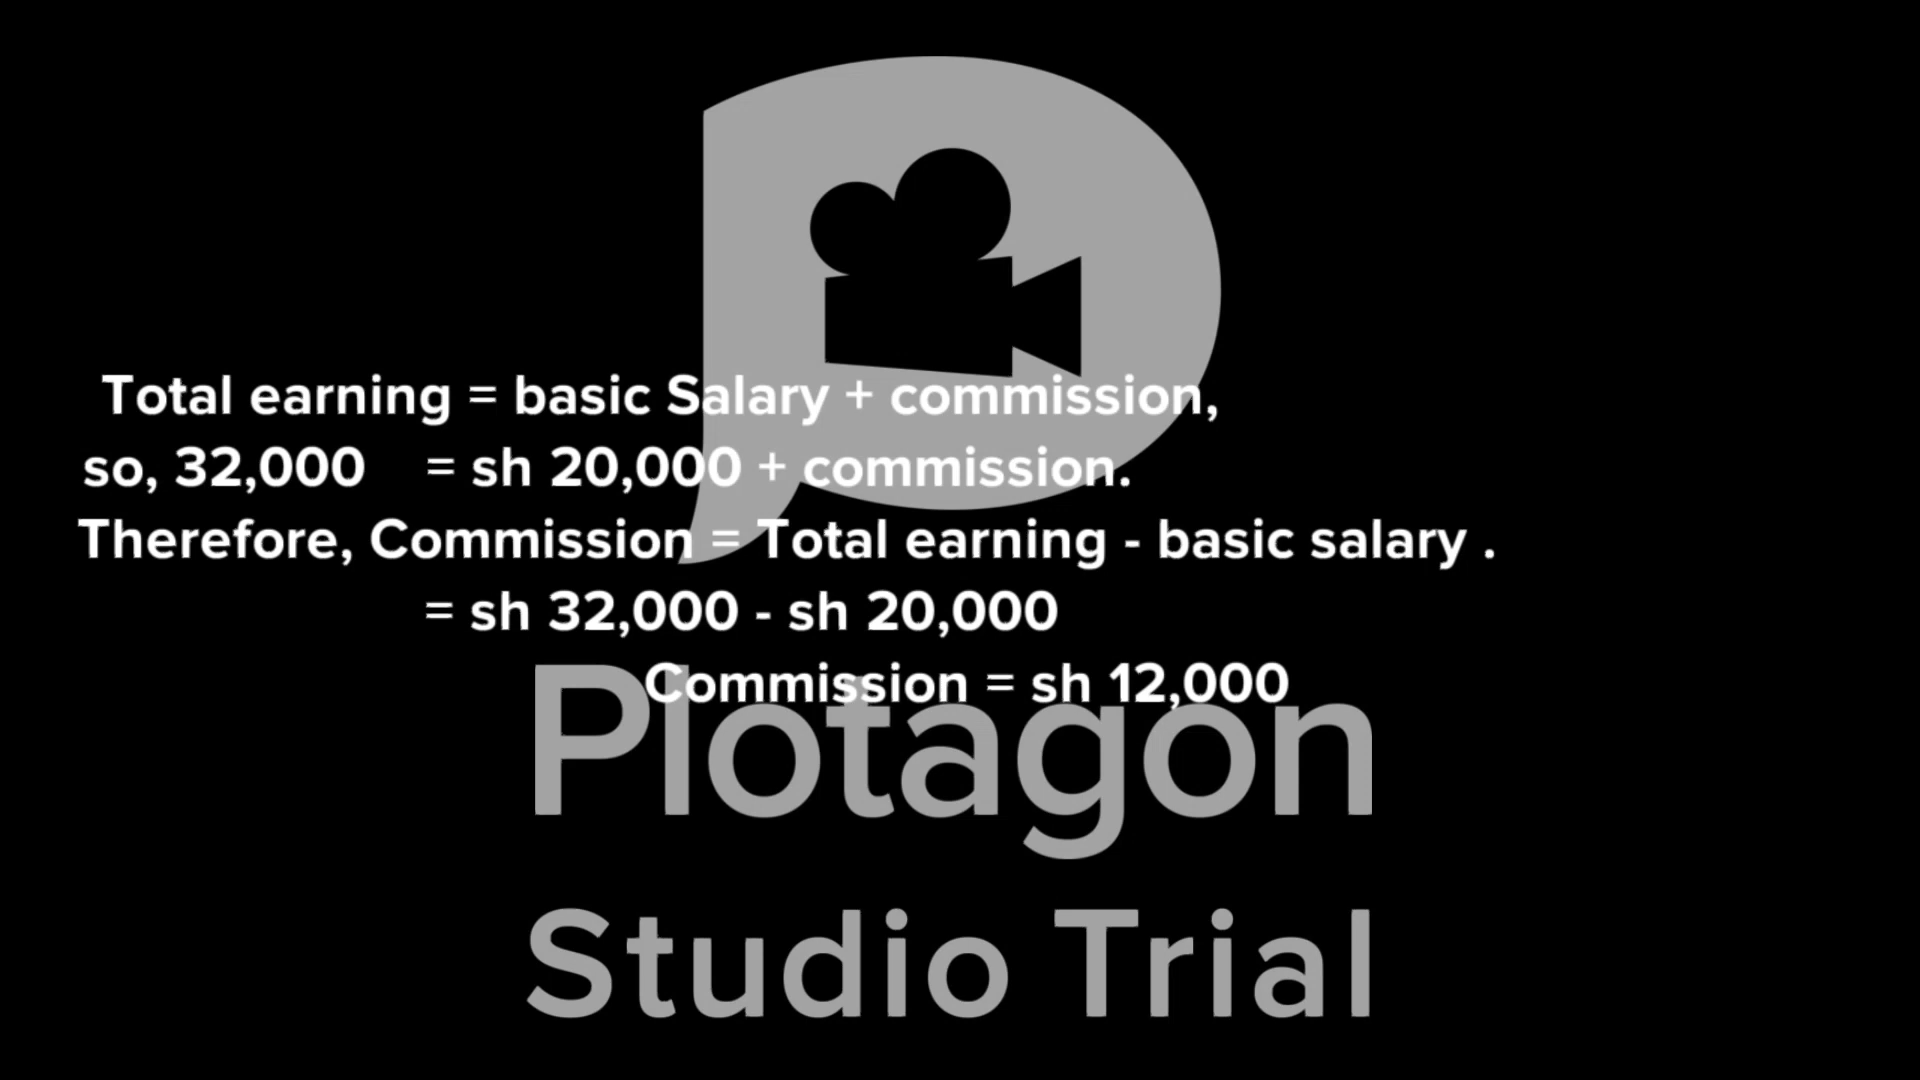 Total earning = basic Salary + commission,
so, 32,000 = sh 20,000 + commission.
Therefore, Commission = Total earning - basic salary .
= sh 32,000 - sh 20,000
Commission = sh 12,000
Plotagon
Studio Trial